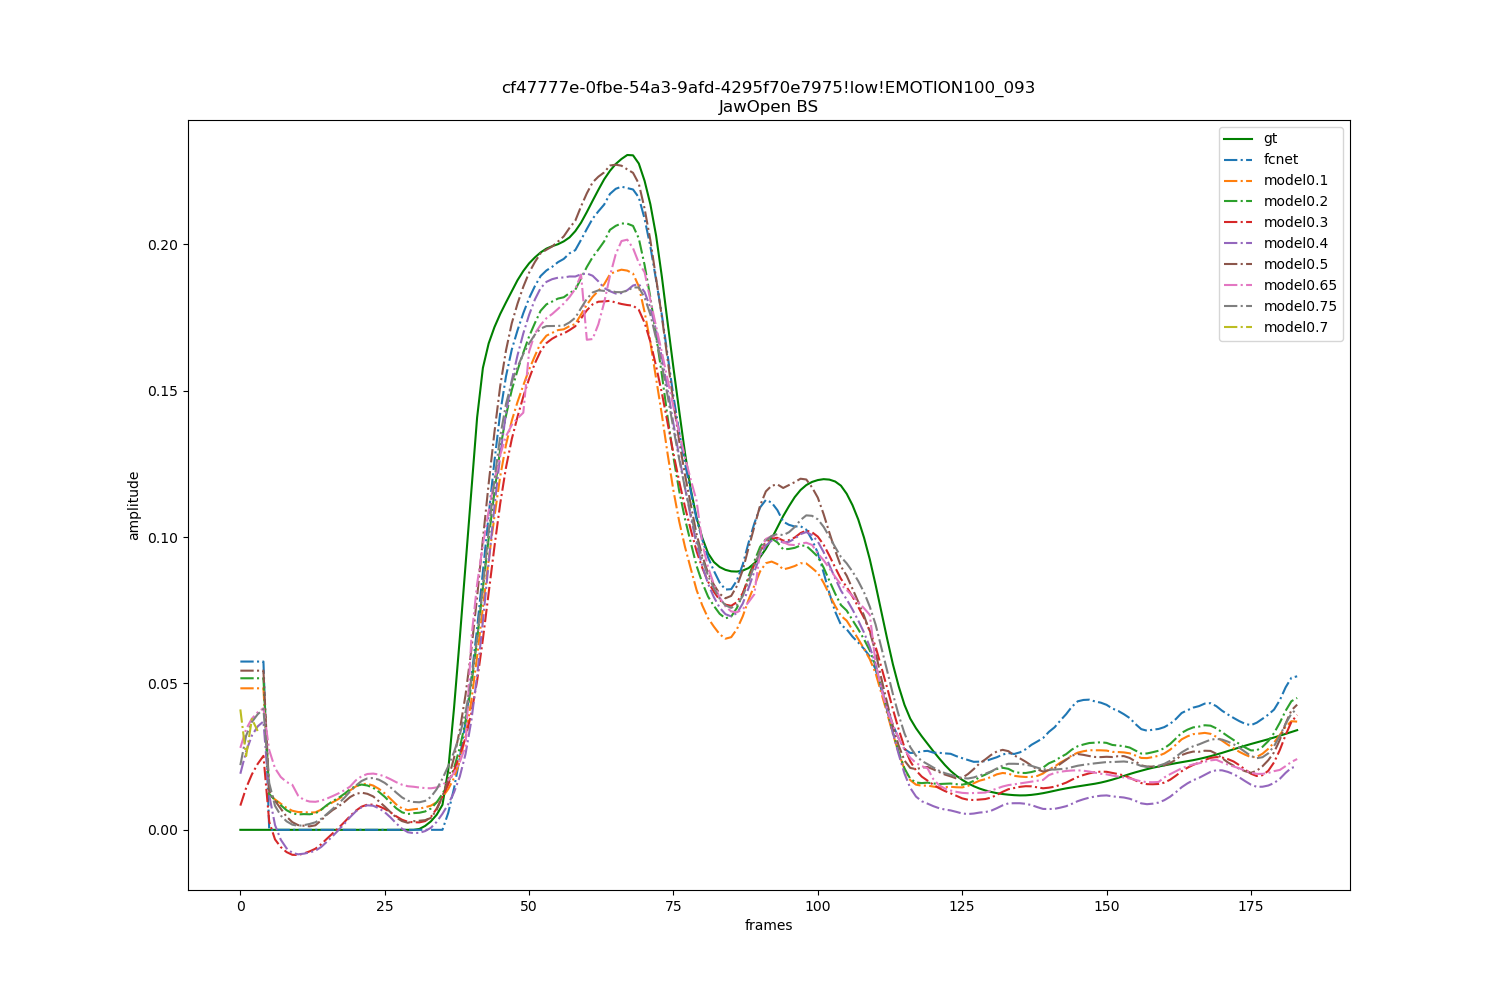 cf47777e-0fbe-54a3-9afd-4295f70e7975!low!EMOTION100_093
JawOpen BS
gt
fcnet
model0.1
model0.2
model0.3
model0.4
model0.5
model0.65
model0.75
model0.7
0.20
0.15
0.10
0.05
0.00
amplitude
0 25 50 75 100 125 150 175
frames